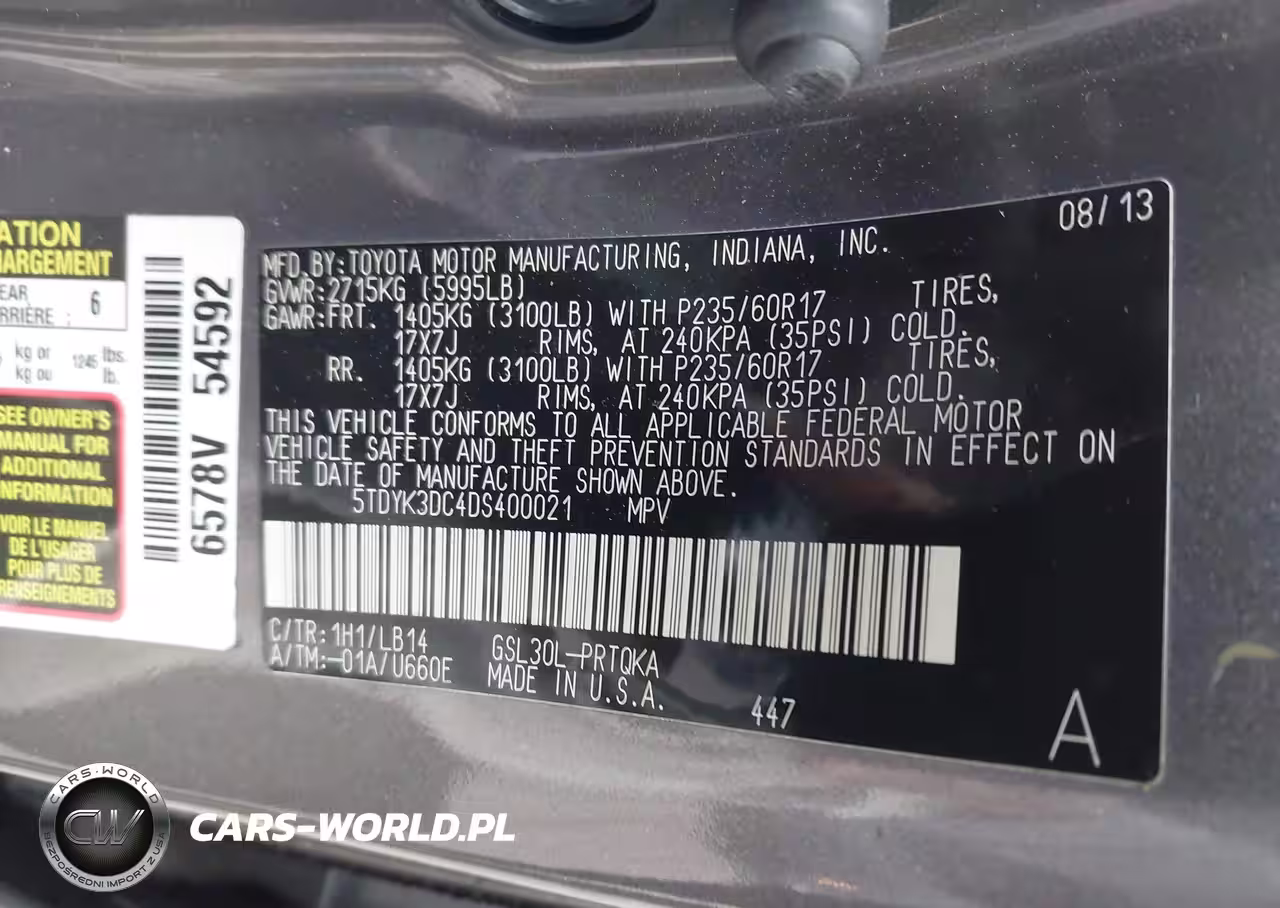 ATION
HARGEMENT
EAR
RRIÈRE : 6
kg or
kg ou
1245 lbs.
lb.
SEE OWNER'S
MANUAL FOR
ADDITIONAL
INFORMATION
VOIR LE MANUEL
DE L'USAGER
POUR PLUS DE
RENSEIGNEMENTS
6578V 54592
08/13
MFD.BY:TOYOTA MOTOR MANUFACTURING, INDIANA, INC.
GVWR:2715KG (5995LB)
GAWR:FRT. 1405KG (3100LB) WITH P235/60R17 TIRES,
17X7J RIMS, AT 240KPA (35PSI) COLD.
RR. 1405KG (3100LB) WITH P235/60R17 TIRES,
17X7J RIMS, AT 240KPA (35PSI) COLD.
THIS VEHICLE CONFORMS TO ALL APPLICABLE FEDERAL MOTOR
VEHICLE SAFETY AND THEFT PREVENTION STANDARDS IN EFFECT ON
THE DATE OF MANUFACTURE SHOWN ABOVE.
5TDYK3DC4DS400021 MPV
C/TR:1H1/LB14
A/TM:-01A/U660E
GSL30L-PRTQKA
MADE IN U.S.A.
447
A
CARS-WORLD
CW
BEZPOŚREDNI IMPORT Z USA
CARS-WORLD.PL